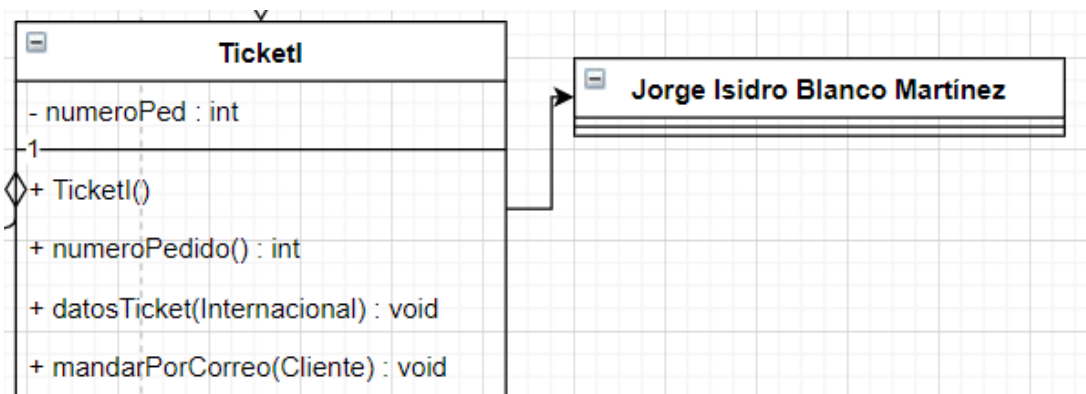 TicketI
- numeroPed : int
1
+ TicketI()
+ numeroPedido() : int
+ datosTicket(Internacional) : void
+ mandarPorCorreo(Cliente) : void
Jorge Isidro Blanco Martínez